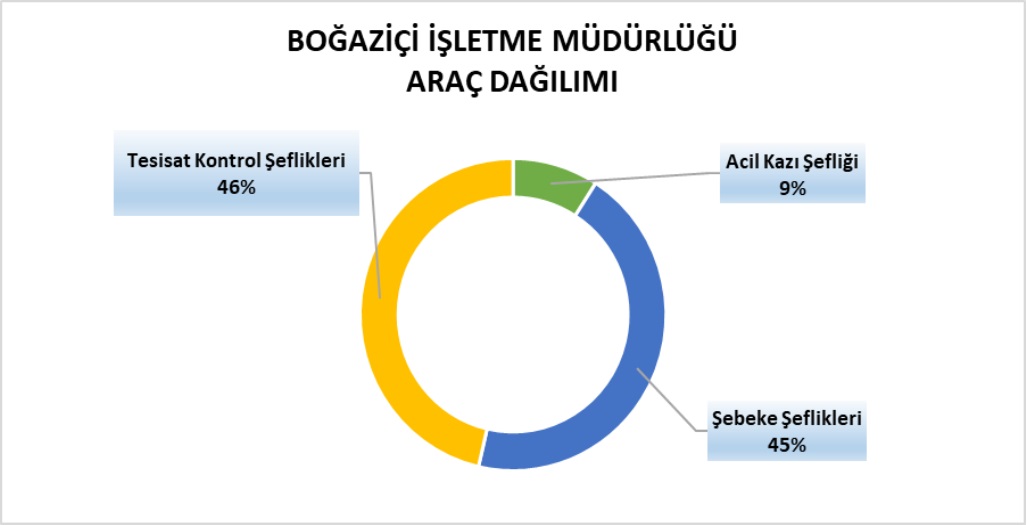 BOĞAZİÇİ İŞLETME MÜDÜRLÜĞÜ
ARAÇ DAĞILIMI
Tesisat Kontrol Şeflikleri
46%
Acil Kazı Şefliği
9%
Şebeke Şeflikleri
45%